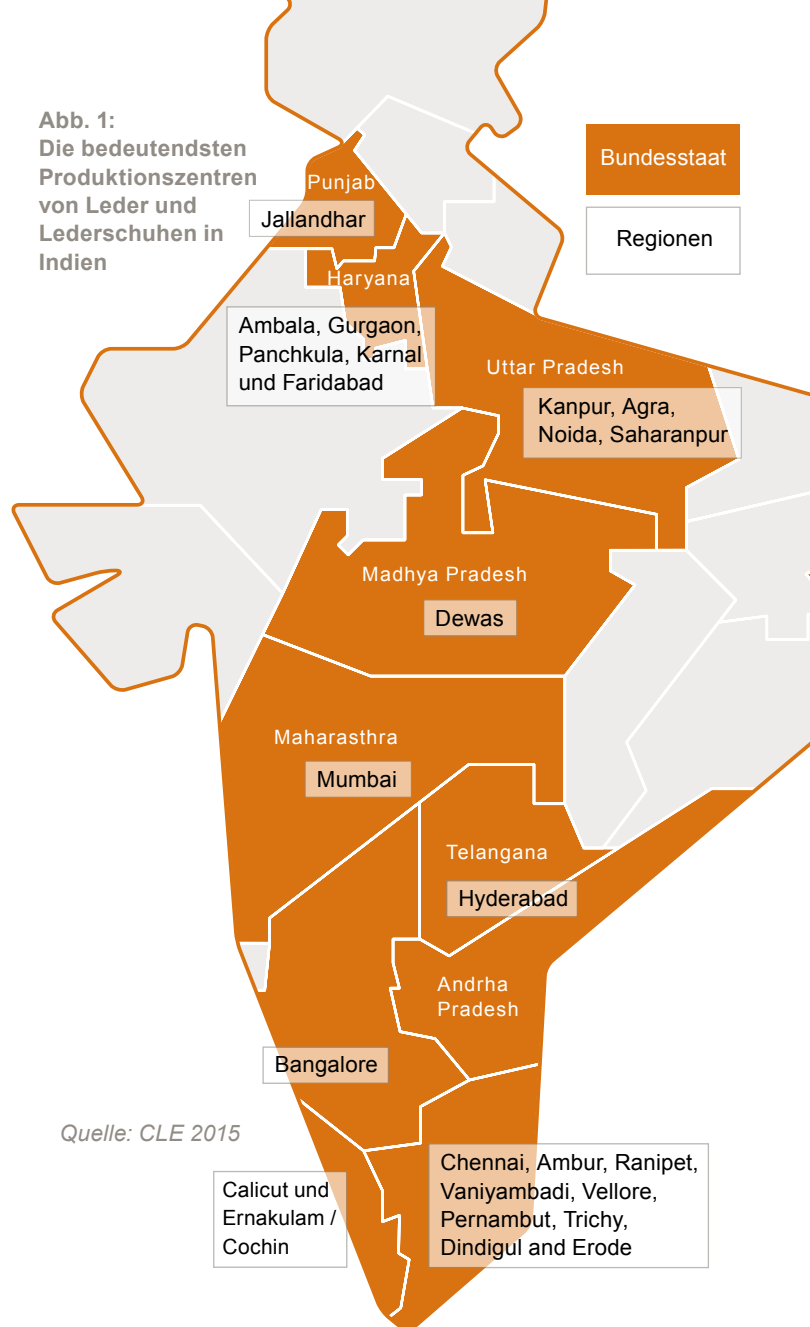 Abb. 1:
Die bedeutendsten
Produktionszentren
von Leder und
Lederschuhen in
Indien
Bundesstaat
Regionen
Punjab
Jallandhar
Haryana
Ambala, Gurgaon,
Panchkula, Karnal
und Faridabad
Uttar Pradesh
Kanpur, Agra,
Noida, Saharanpur
Madhya Pradesh
Dewas
Maharasthra
Mumbai
Telangana
Hyderabad
Andrha
Pradesh
Bangalore
Quelle: CLE 2015
Calicut und
Ernakulam /
Cochin
Chennai, Ambur, Ranipet,
Vaniyambadi, Vellore,
Pernambut, Trichy,
Dindigul and Erode